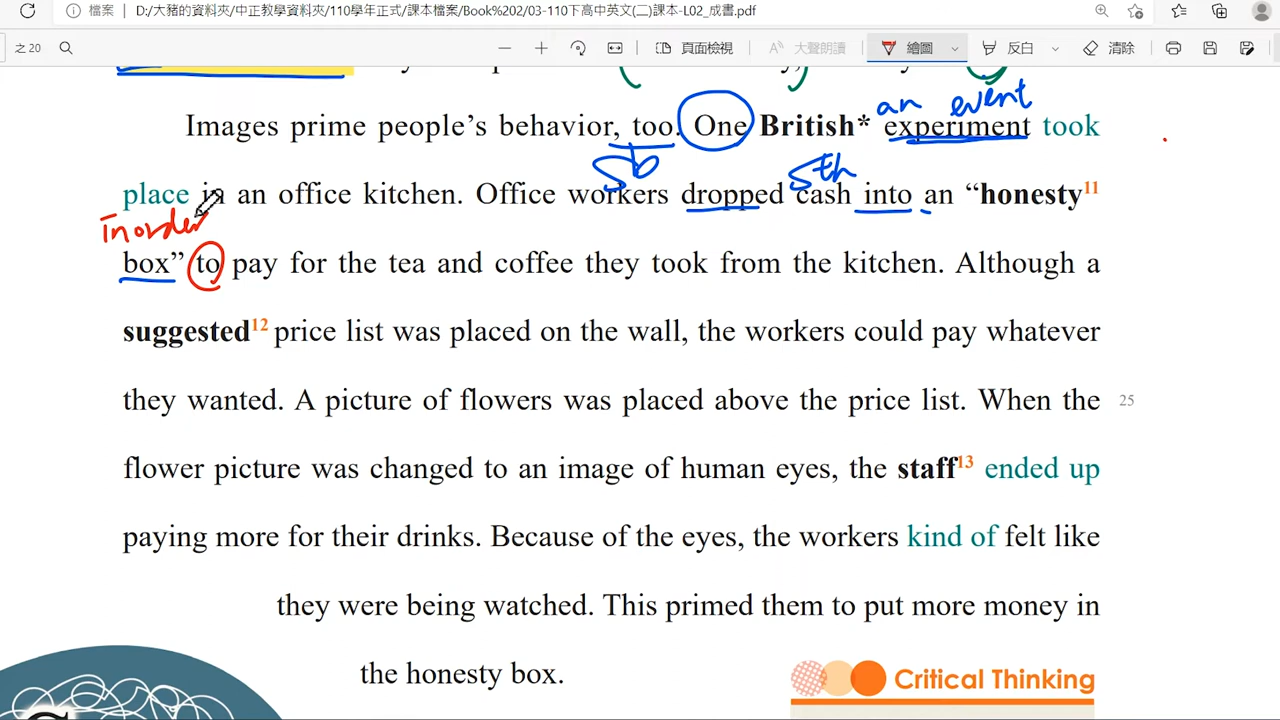 檔案 D:/大豬的資料夾/中正教學資料夾/110學年正式/課本檔案/Book%202/03-110下高中英文(二)課本-L02_成書.pdf
之 20 頁面檢視 大聲朗讀 繪圖 反白 清除
an event
Images prime people's behavior, too. One British* experiment took
sb sth
place in an office kitchen. Office workers dropped cash into an “honesty11
in order
box” to pay for the tea and coffee they took from the kitchen. Although a
suggested12 price list was placed on the wall, the workers could pay whatever
they wanted. A picture of flowers was placed above the price list. When the 25
flower picture was changed to an image of human eyes, the staff13 ended up
paying more for their drinks. Because of the eyes, the workers kind of felt like
they were being watched. This primed them to put more money in
the honesty box.
Critical Thinking